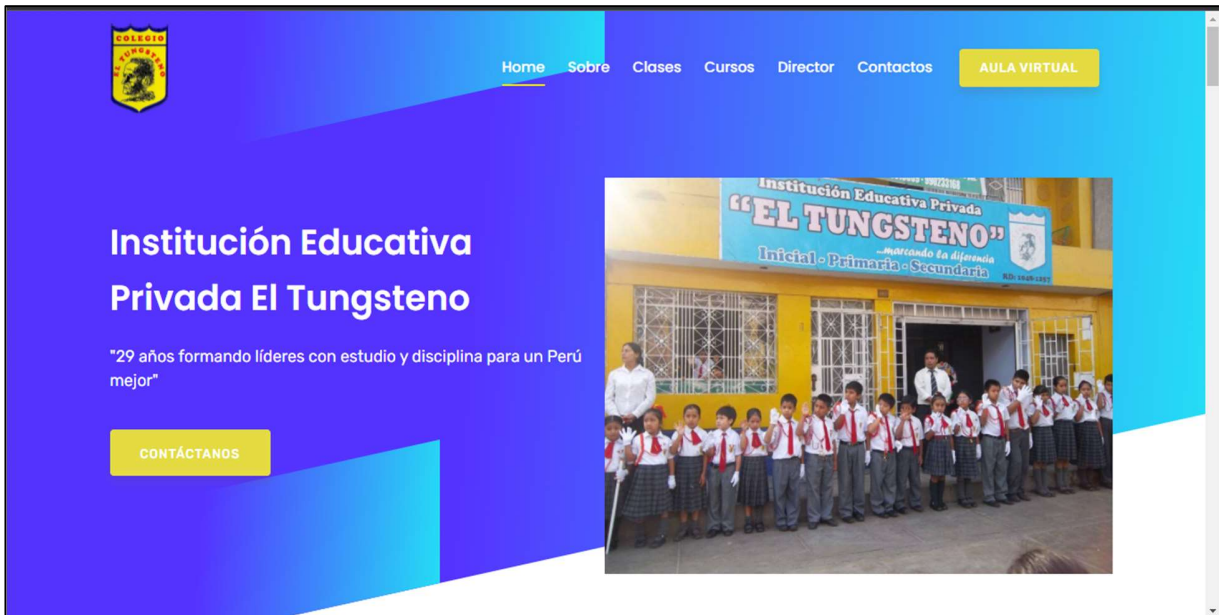 COLEGIO
EL TUNGSTENO
Home Sobre Clases Cursos Director Contactos AULA VIRTUAL
Institución Educativa
Privada El Tungsteno
"29 años formando líderes con estudio y disciplina para un Perú
mejor"
CONTÁCTANOS
Institución Educativa Privada
“EL TUNGSTENO”
...marcando la diferencia
Inicial - Primaria - Secundaria